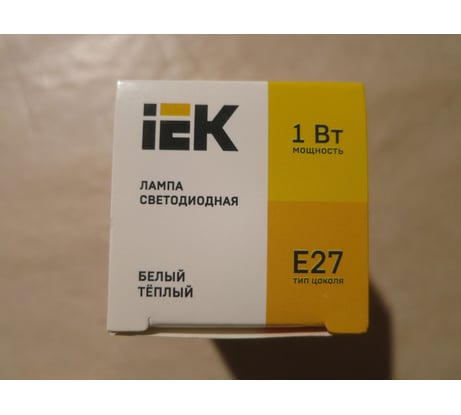 iEK
1 Вт
мощность
ЛАМПА
СВЕТОДИОДНАЯ
БЕЛЫЙ
ТЁПЛЫЙ
E27
тип цоколя